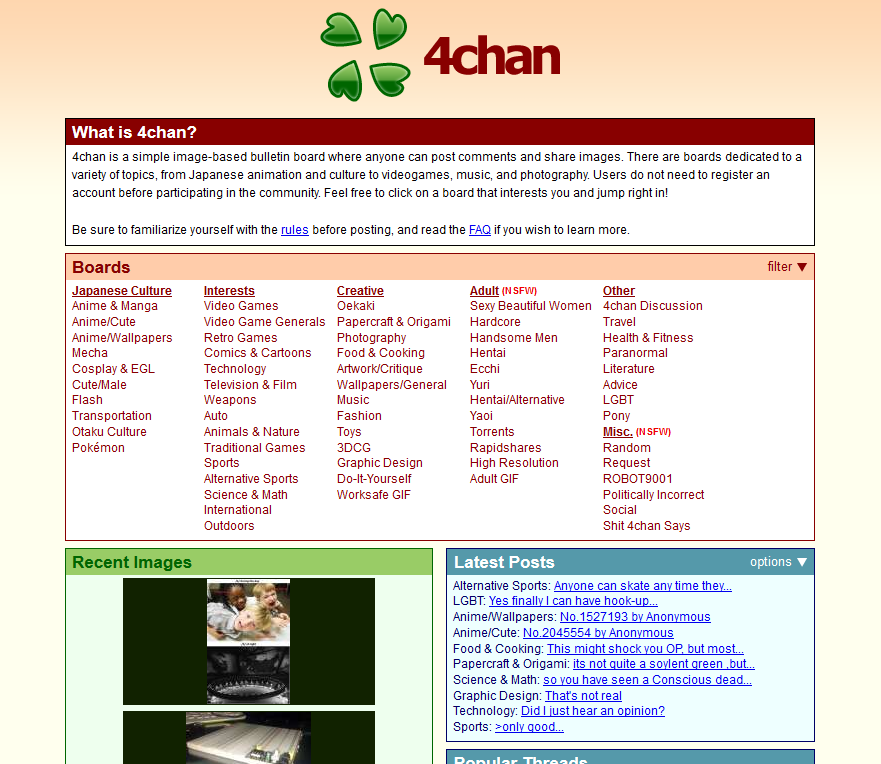 4chan
What is 4chan?
4chan is a simple image-based bulletin board where anyone can post comments and share images. There are boards dedicated to a
variety of topics, from Japanese animation and culture to videogames, music, and photography. Users do not need to register an
account before participating in the community. Feel free to click on a board that interests you and jump right in!
Be sure to familiarize yourself with the rules before posting, and read the FAQ if you wish to learn more.
Boards
filter ▼
Japanese Culture
Anime & Manga
Anime/Cute
Anime/Wallpapers
Mecha
Cosplay & EGL
Cute/Male
Flash
Transportation
Otaku Culture
Pokémon
Interests
Video Games
Video Game Generals
Retro Games
Comics & Cartoons
Technology
Television & Film
Weapons
Auto
Animals & Nature
Traditional Games
Sports
Alternative Sports
Science & Math
International
Outdoors
Creative
Oekaki
Papercraft & Origami
Photography
Food & Cooking
Artwork/Critique
Wallpapers/General
Music
Fashion
Toys
3DCG
Graphic Design
Do-It-Yourself
Worksafe GIF
Adult (NSFW)
Sexy Beautiful Women
Hardcore
Handsome Men
Hentai
Ecchi
Yuri
Hentai/Alternative
Yaoi
Torrents
Rapidshares
High Resolution
Adult GIF
Other
4chan Discussion
Travel
Health & Fitness
Paranormal
Literature
Advice
LGBT
Pony
Misc. (NSFW)
Random
Request
ROBOT9001
Politically Incorrect
Social
Shit 4chan Says
Recent Images
Latest Posts
options ▼
Alternative Sports: Anyone can skate any time they...
LGBT: Yes finally I can have hook-up...
Anime/Wallpapers: No.1527193 by Anonymous
Anime/Cute: No.2045554 by Anonymous
Food & Cooking: This might shock you OP, but most...
Papercraft & Origami: its not quite a soylent green ,but...
Science & Math: so you have seen a Conscious dead...
Graphic Design: That's not real
Technology: Did I just hear an opinion?
Sports: >only good...
Popular Threads